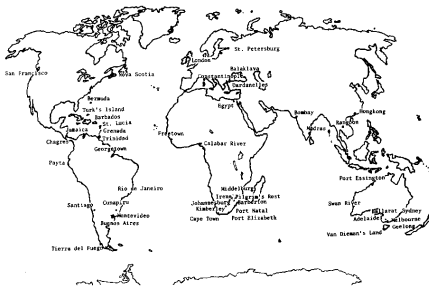 St. Petersburg
London
Balaklava
San Francisco
Nova Scotia
Constantinople
Dardanelles
Bermuda
Egypt
Turk's Island
Barbados
Bombay
Hongkong
St. Lucia
Jamaica
Grenada
Madras
Rangoon
Freetown
Chagres
Trinidad
Georgetown
Calabar River
Payta
Port Essington
Middelburg
Rio de Janeiro
Irene
Pilgrim's Rest
Johannesburg
Barberton
Swan River
Santiago
Kimberley
Port Natal
Ballarat
Sydney
Montevideo
Cape Town
Port Elizabeth
Adelaide
Melbourne
Buenos Aires
Geelong
Van Dieman's Land
Tierra del Fuego